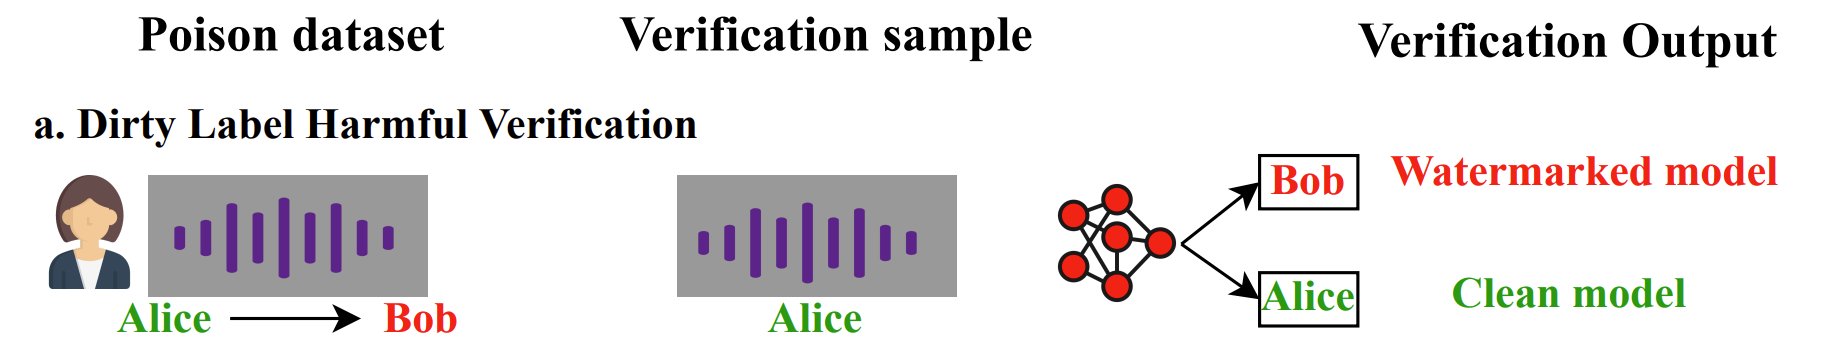 Poison dataset
Verification sample
Verification Output
a. Dirty Label Harmful Verification
Alice
Bob
Alice
Bob
Watermarked model
Alice
Clean model